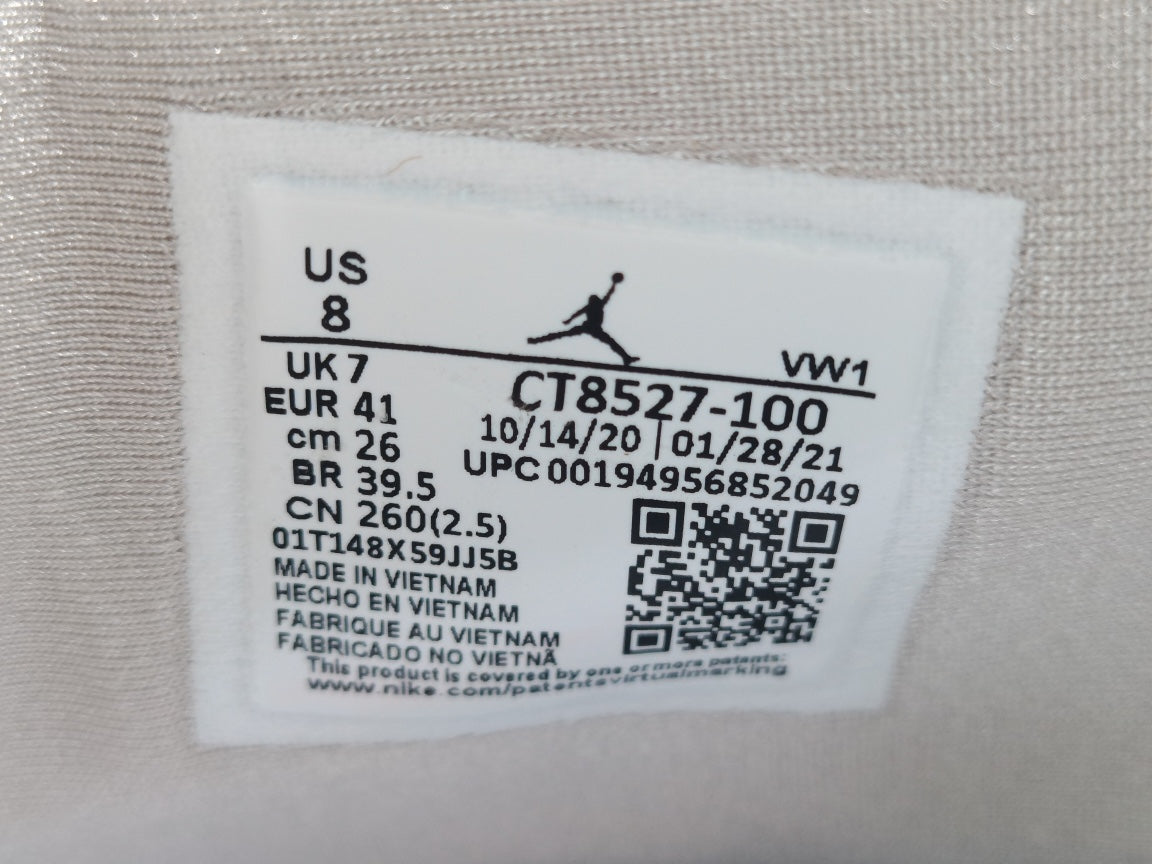 US
8
VW1
UK 7
CT8527-100
EUR 41
10/14/20 | 01/28/21
cm 26
UPC 00194956852049
BR 39.5
CN 260(2.5)
01T148X59JJ5B
MADE IN VIETNAM
HECHO EN VIETNAM
FABRIQUE AU VIETNAM
FABRICADO NO VIETNÃ
This product is covered by one or more patents:
www.nike.com/patentsvirtualmarking